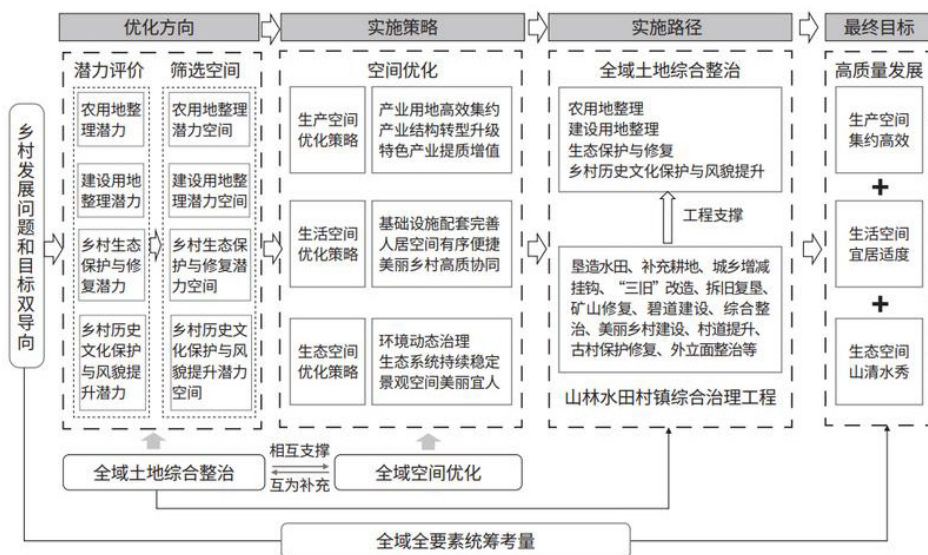 优化方向
实施策略
实施路径
最终目标
乡村发展问题和目标双导向
潜力评价
筛选空间
农用地整
理潜力
农用地整理
潜力空间
建设用地
整理潜力
建设用地整
理潜力空间
乡村生态
保护与修
复潜力
乡村生态保
护与修复潜
力空间
乡村历史
文化保护
与风貌提
升潜力
乡村历史文
化保护与风
貌提升潜力
空间
空间优化
生产空间
优化策略
产业用地高效集约
产业结构转型升级
特色产业提质增值
生活空间
优化策略
基础设施配套完善
人居空间有序便捷
美丽乡村高质协同
生态空间
优化策略
环境动态治理
生态系统持续稳定
景观空间美丽宜人
全域土地综合整治
农用地整理
建设用地整理
生态保护与修复
乡村历史文化保护与风貌提升
工程支撑
垦造水田、补充耕地、城乡增减
挂钩、“三旧”改造、拆旧复垦、
矿山修复、碧道建设、综合整
治、美丽乡村建设、村道提升、
古村保护修复、外立面整治等
山林水田村镇综合治理工程
高质量发展
生产空间
集约高效
+
生活空间
宜居适度
+
生态空间
山清水秀
全域土地综合整治
相互支撑
互为补充
全域空间优化
全域全要素统筹考量